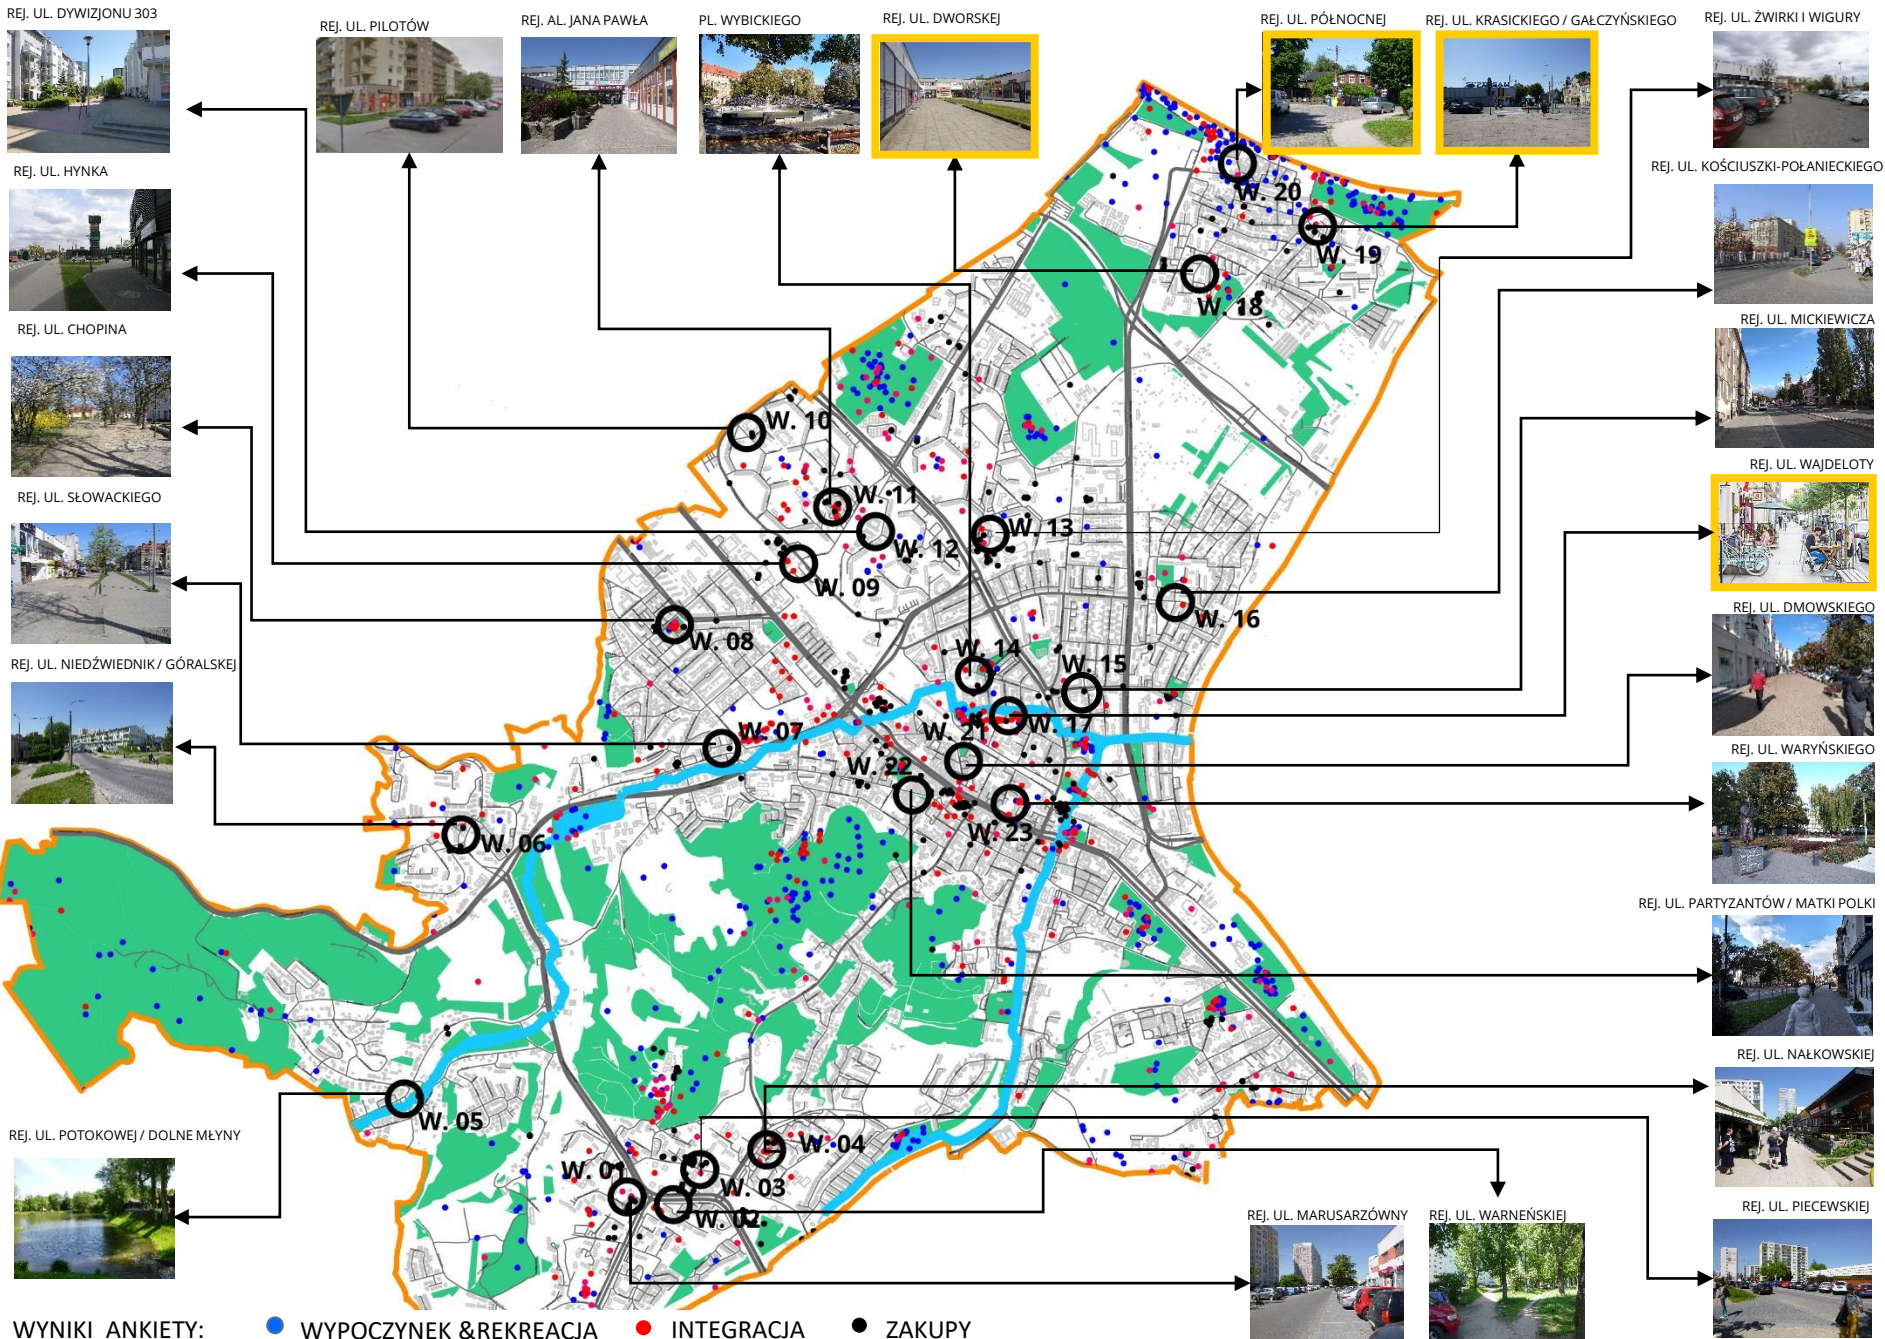 REJ. UL. DYWIZJONU 303
REJ. UL. PILOTÓW
REJ. AL. JANA PAWŁA
PL. WYBICKIEGO
REJ. UL. DWORSKEJ
REJ. UL. PÓŁNOCNEJ
REJ. UL. KRASICKIEGO / GAŁCZYŃSKIEGO
REJ. UL. ŻWIRKI I WIGURY
REJ. UL. HYNKA
REJ. UL. KOŚCIUSZKI-POŁANIECKIEGO
REJ. UL. CHOPINA
REJ. UL. MICKIEWICZA
REJ. UL. SŁOWACKIEGO
REJ. UL. WAJDELOTY
REJ. UL. DMOWSKIEGO
REJ. UL. NIEDŹWIEDNIK / GÓRALSKEJ
REJ. UL. WARYŃSKIEGO
REJ. UL. PARTYZANTÓW / MATKI POLKI
REJ. UL. NAŁKOWSKIEJ
REJ. UL. POTOKOWEJ / DOLNE MŁYNY
REJ. UL. MARUSARZÓWNY
REJ. UL. WARNEŃSKIEJ
REJ. UL. PIECEWSKIEJ
W. 20
W. 19
W. 18
W. 10
W. 11
W. 12
W. 13
W. 09
W. 16
W. 08
W. 14
W. 15
W. 07
W. 17
W. 21
W. 22
W. 23
W. 06
W. 05
W. 04
W. 01
W. 03
W. 02
WYNIKI ANKIETY: WYPOCZYNEK &REKREACJA INTEGRACJA ZAKUPY